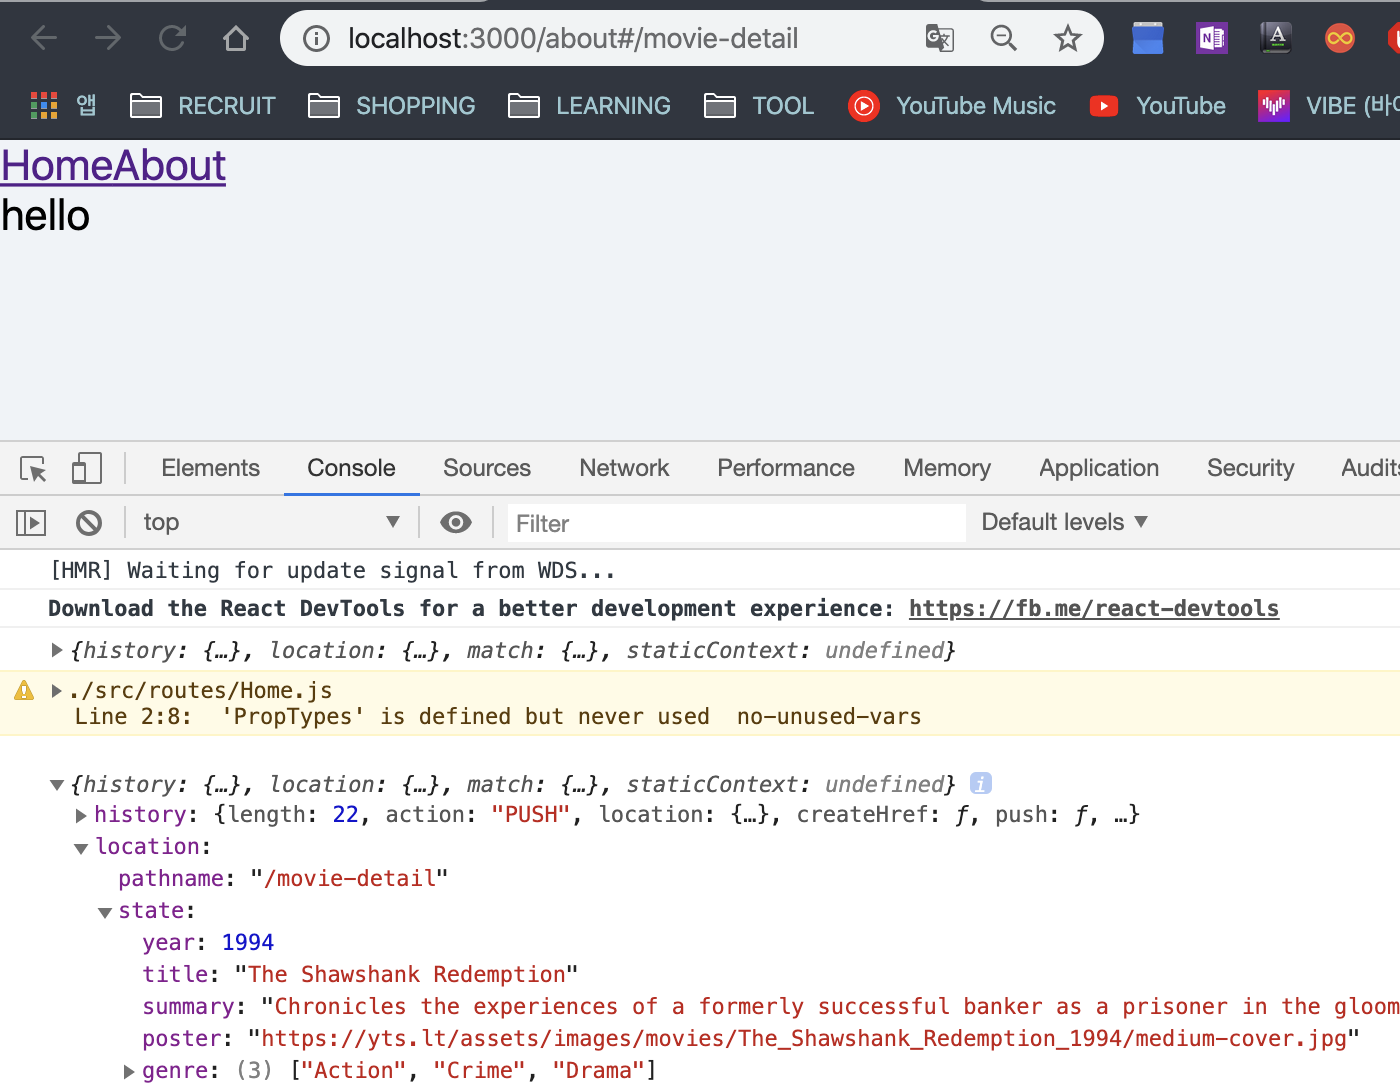 localhost:3000/about#/movie-detail
앱 RECRUIT SHOPPING LEARNING TOOL YouTube Music YouTube VIBE (바이
HomeAbout
hello
Elements Console Sources Network Performance Memory Application Security Audits
top Filter Default levels
[HMR] Waiting for update signal from WDS...
Download the React DevTools for a better development experience: https://fb.me/react-devtools
{history: {…}, location: {…}, match: {…}, staticContext: undefined}
./src/routes/Home.js
Line 2:8:  'PropTypes' is defined but never used  no-unused-vars
{history: {…}, location: {…}, match: {…}, staticContext: undefined} i
history: {length: 22, action: "PUSH", location: {…}, createHref: ƒ, push: ƒ, …}
location:
pathname: "/movie-detail"
state:
year: 1994
title: "The Shawshank Redemption"
summary: "Chronicles the experiences of a formerly successful banker as a prisoner in the gloom
poster: "https://yts.lt/assets/images/movies/The_Shawshank_Redemption_1994/medium-cover.jpg"
genre: (3) ["Action", "Crime", "Drama"]